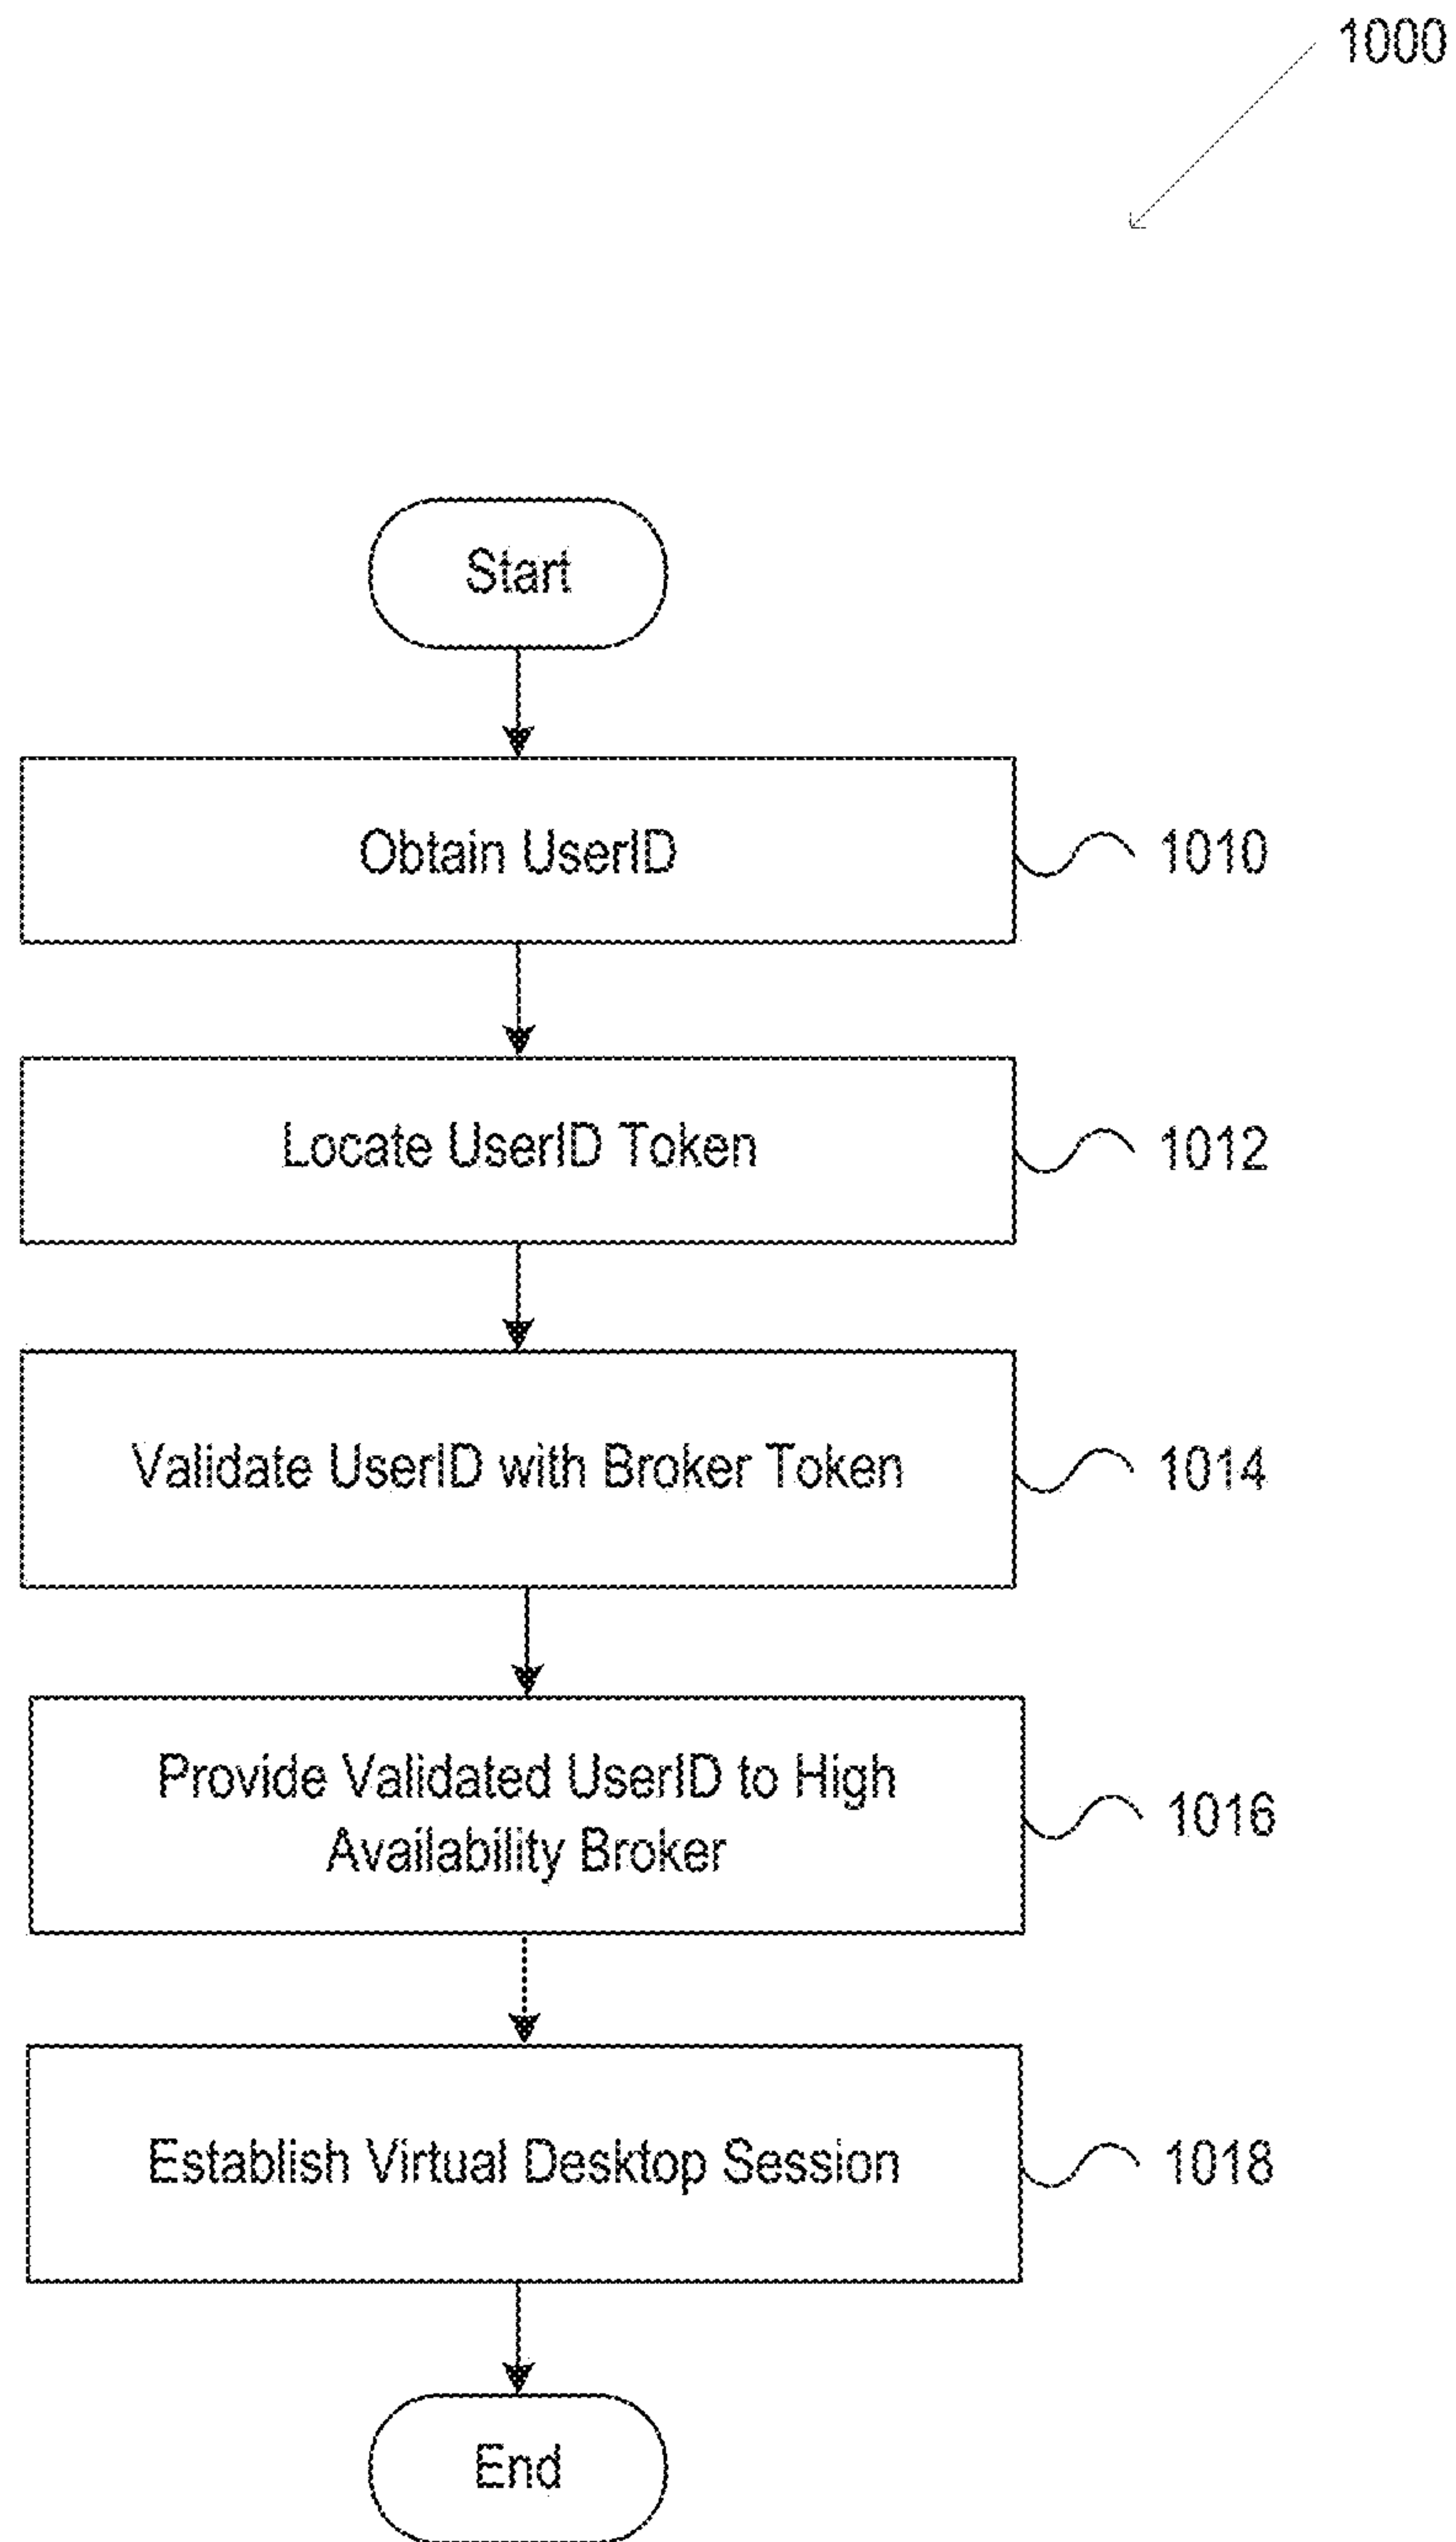 1000
Start
Obtain UserID
1010
Locate UserID Token
1012
Validate UserID with Broker Token
1014
Provide Validated UserID to High
Availability Broker
1016
Establish Virtual Desktop Session
1018
End